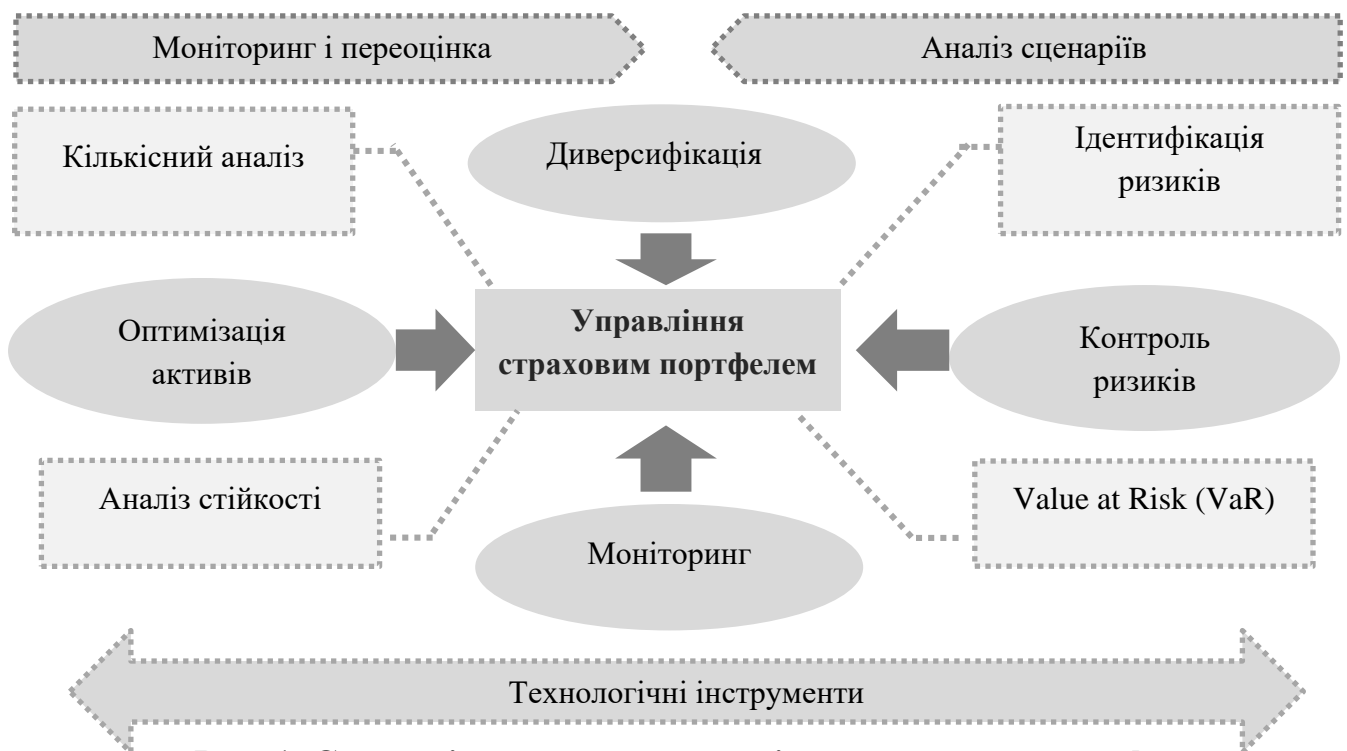 Моніторинг і переоцінка
Аналіз сценаріїв
Кількісний аналіз
Диверсифікація
Ідентифікація
ризиків
Оптимізація
активів
Управління
страховим портфелем
Контроль
ризиків
Аналіз стійкості
Моніторинг
Value at Risk (VaR)
Технологічні інструменти